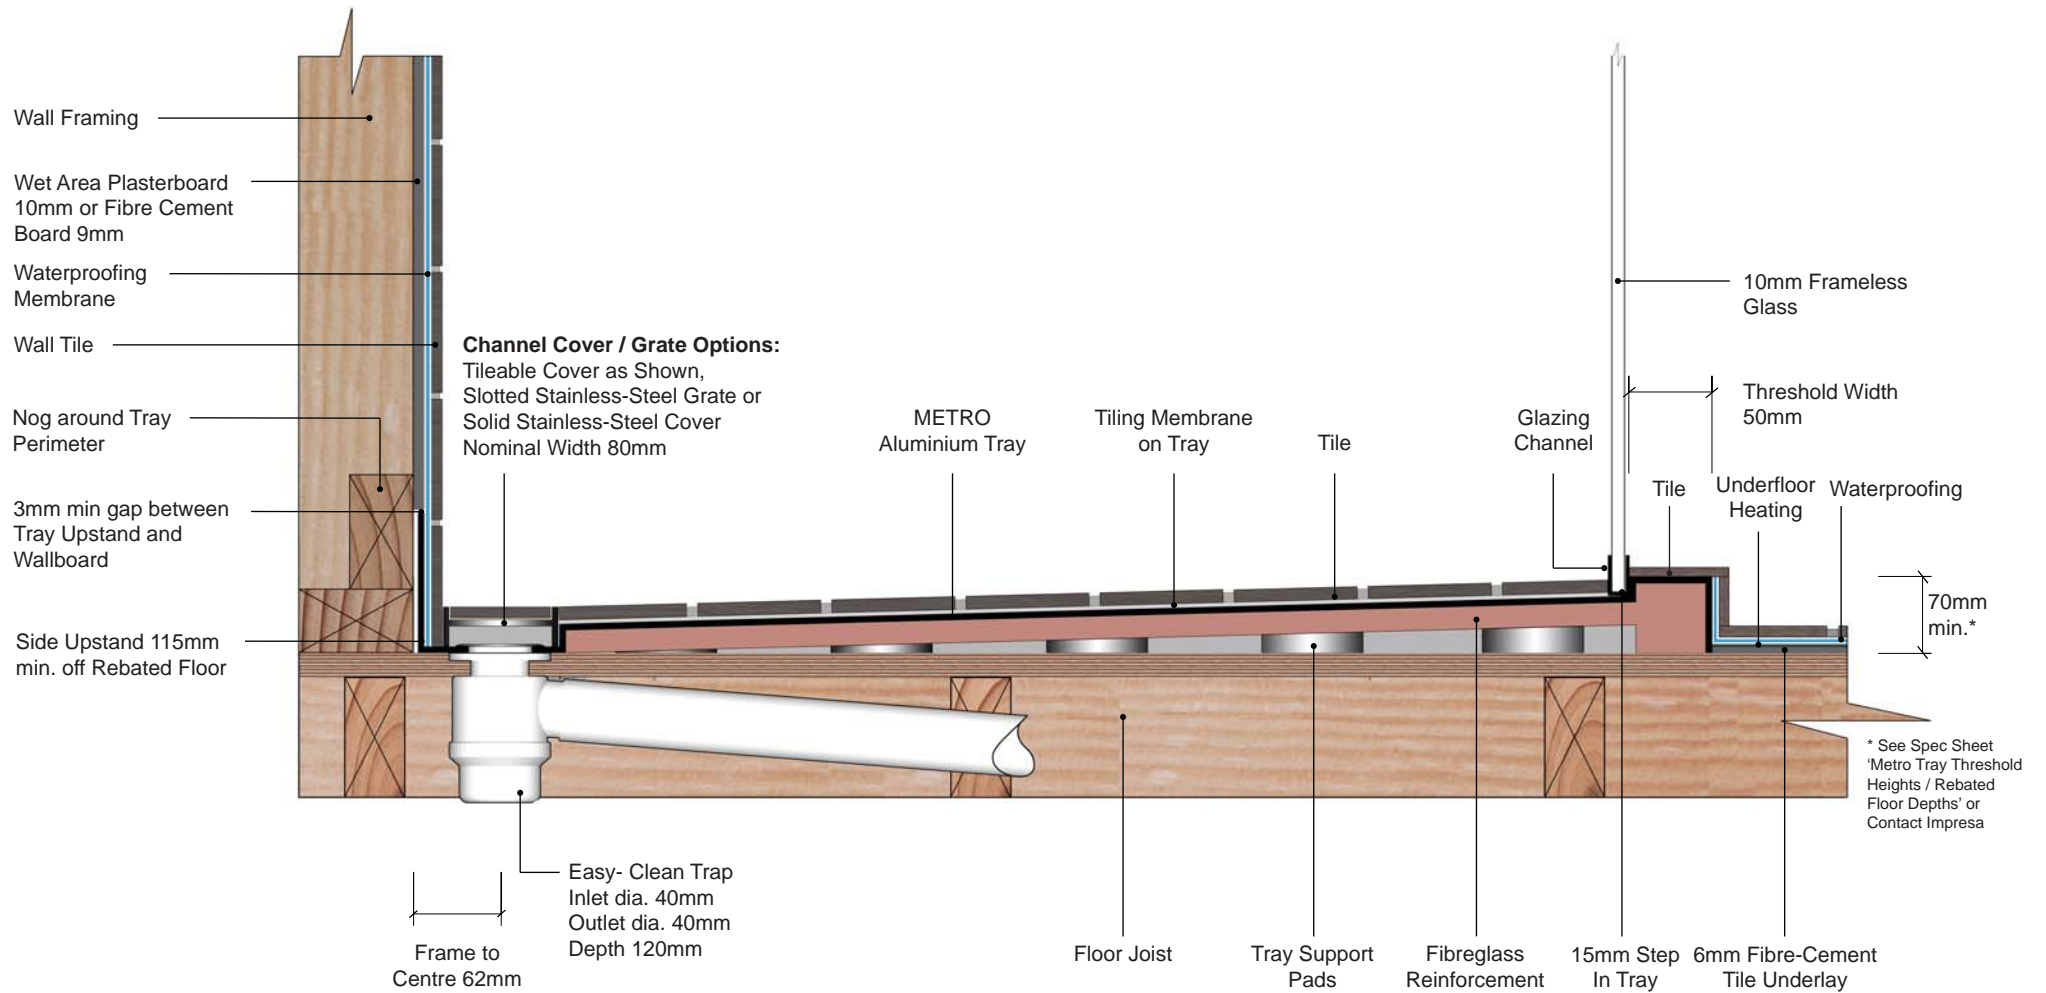 Wall Framing
Wet Area Plasterboard
10mm or Fibre Cement
Board 9mm
Waterproofing
Membrane
Wall Tile
Nog around Tray
Perimeter
3mm min gap between
Tray Upstand and
Wallboard
Side Upstand 115mm
min. off Rebated Floor
Channel Cover / Grate Options:
Tileable Cover as Shown,
Slotted Stainless-Steel Grate or
Solid Stainless-Steel Cover
Nominal Width 80mm
METRO
Aluminium Tray
Tiling Membrane
on Tray
Tile
Glazing
Channel
10mm Frameless
Glass
Threshold Width
50mm
Tile
Underfloor
Heating
Waterproofing
70mm
min.*
* See Spec Sheet
‘Metro Tray Threshold
Heights / Rebated
Floor Depths’ or
Contact Impresa
Easy- Clean Trap
Inlet dia. 40mm
Outlet dia. 40mm
Depth 120mm
Frame to
Centre 62mm
Floor Joist
Tray Support
Pads
Fibreglass
Reinforcement
15mm Step
In Tray
6mm Fibre-Cement
Tile Underlay